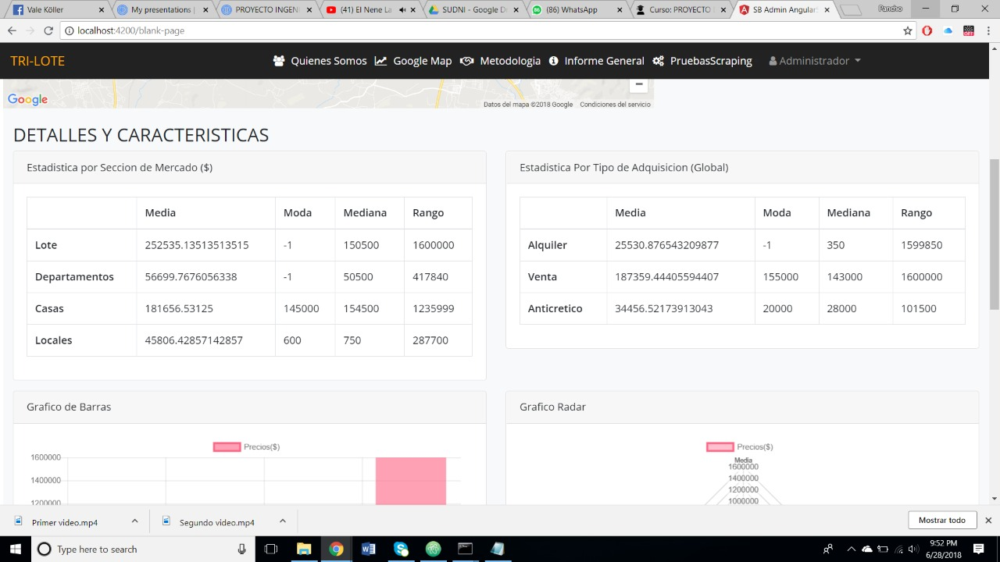 Vale Köller
My presentations |
PROYECTO INGEN
(41) El Nene La
SUDNI - Google D
(86) WhatsApp
Curso: PROYECTO
SB Admin Angular
Pancho
localhost:4200/blank-page
OFF
TRI-LOTE
Quienes Somos
Google Map
Metodologia
Informe General
PruebasScraping
Administrador
Google
Datos del mapa ©2018 Google
Condiciones del servicio
DETALLES Y CARACTERISTICAS
Estadistica por Seccion de Mercado ($)
Media Moda Mediana Rango
Lote 252535.13513513515 -1 150500 1600000
Departamentos 56699.7676056338 -1 50500 417840
Casas 181656.53125 145000 154500 1235999
Locales 45806.42857142857 600 750 287700
Estadistica Por Tipo de Adquisicion (Global)
Media Moda Mediana Rango
Alquiler 25530.876543209877 -1 350 1599850
Venta 187359.44405594407 155000 143000 1600000
Anticretico 34456.52173913043 20000 28000 101500
Grafico de Barras
Precios($)
1600000
1400000
1200000
Grafico Radar
Precios($)
Media
1600000
1400000
1200000
1000000
Primer video.mp4
Segundo video.mp4
Mostrar todo
Type here to search
9:52 PM
6/28/2018